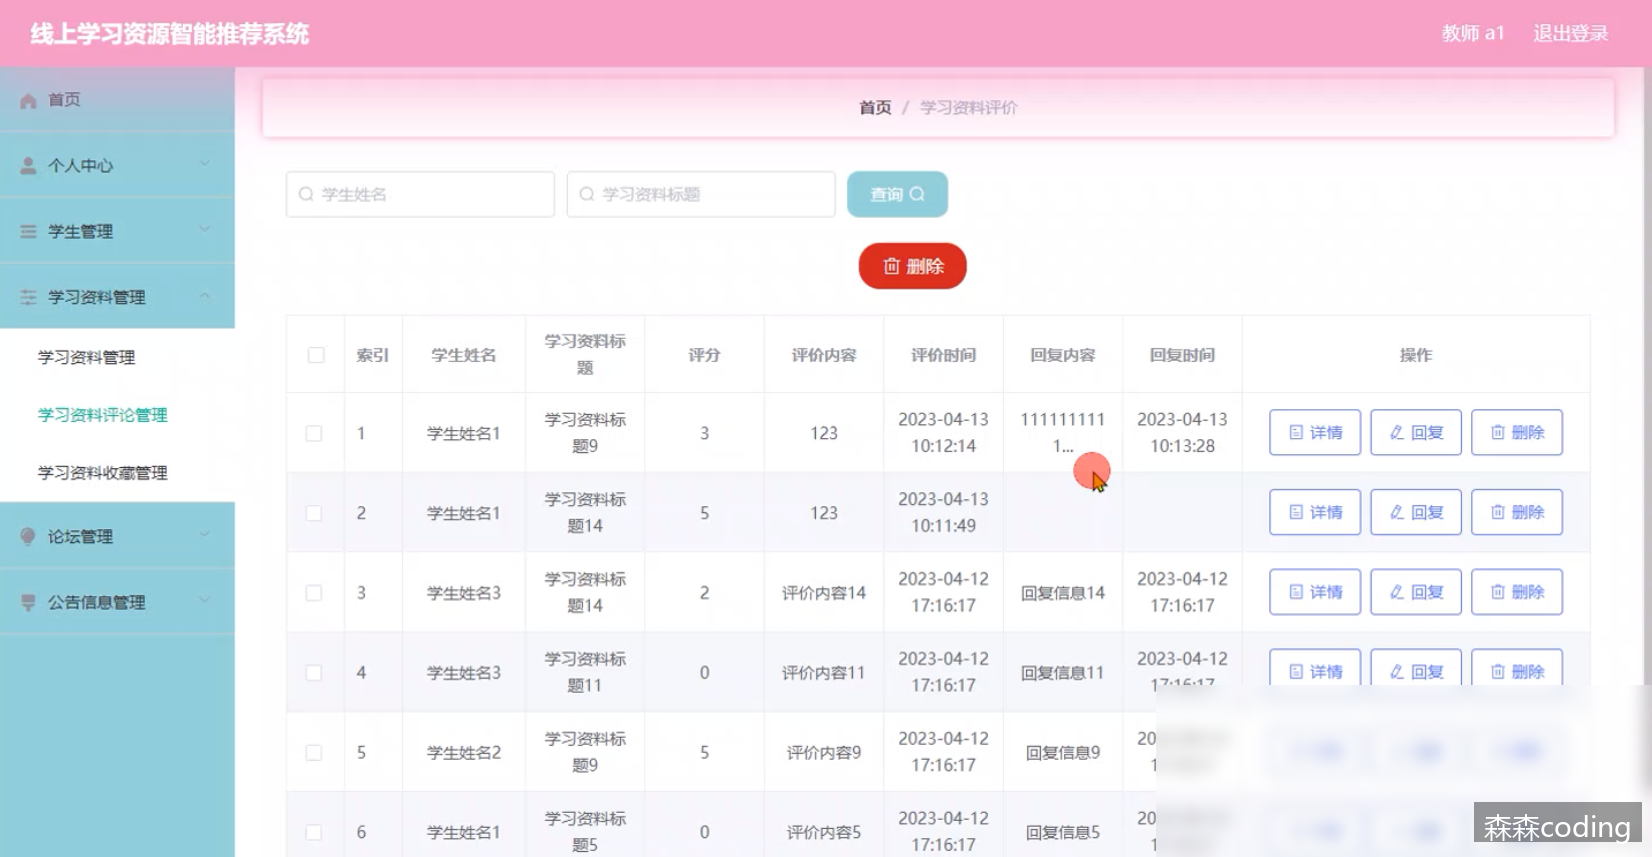 线上学习资源智能推荐系统
教师 a1 退出登录
首页
个人中心
学生管理
学习资料管理
学习资料管理
学习资料评论管理
学习资料收藏管理
论坛管理
公告信息管理
首页 / 学习资料评价
学生姓名 学习资料标题 查询
删除
索引 学生姓名 学习资料标题 评分 评价内容 评价时间 回复内容 回复时间 操作
1 学生姓名1 学习资料标题9 3 123 2023-04-13 10:12:14 1111111111... 2023-04-13 10:13:28 详情 回复 删除
2 学生姓名1 学习资料标题14 5 123 2023-04-13 10:11:49 详情 回复 删除
3 学生姓名3 学习资料标题14 2 评价内容14 2023-04-12 17:16:17 回复信息14 2023-04-12 17:16:17 详情 回复 删除
4 学生姓名3 学习资料标题11 0 评价内容11 2023-04-12 17:16:17 回复信息11 2023-04-12 17:16:17 详情 回复 删除
5 学生姓名2 学习资料标题9 5 评价内容9 2023-04-12 17:16:17 回复信息9
6 学生姓名1 学习资料标题5 0 评价内容5 2023-04-12 17:16:17 回复信息5
森森coding